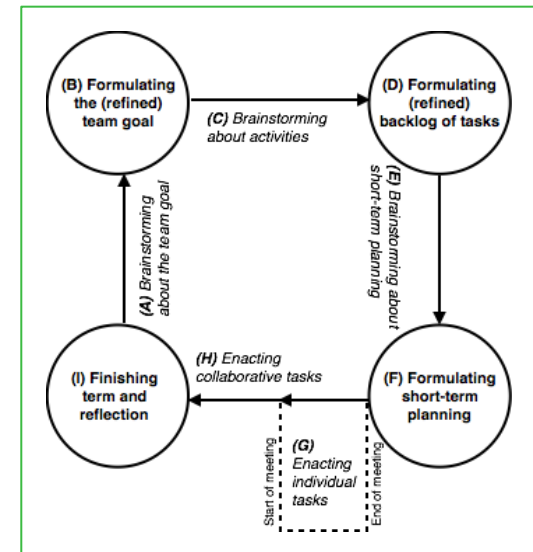 (B) Formulating
the (refined)
team goal
(C) Brainstorming
about activities
(D) Formulating
(refined)
backlog of tasks
(A) Brainstorming
about the team goal
(E) Brainstorming about
short-term planning
(I) Finishing
term and
reflection
(H) Enacting
collaborative tasks
(F) Formulating
short-term
planning
Start of meeting
(G)
Enacting
individual
tasks
End of meeting